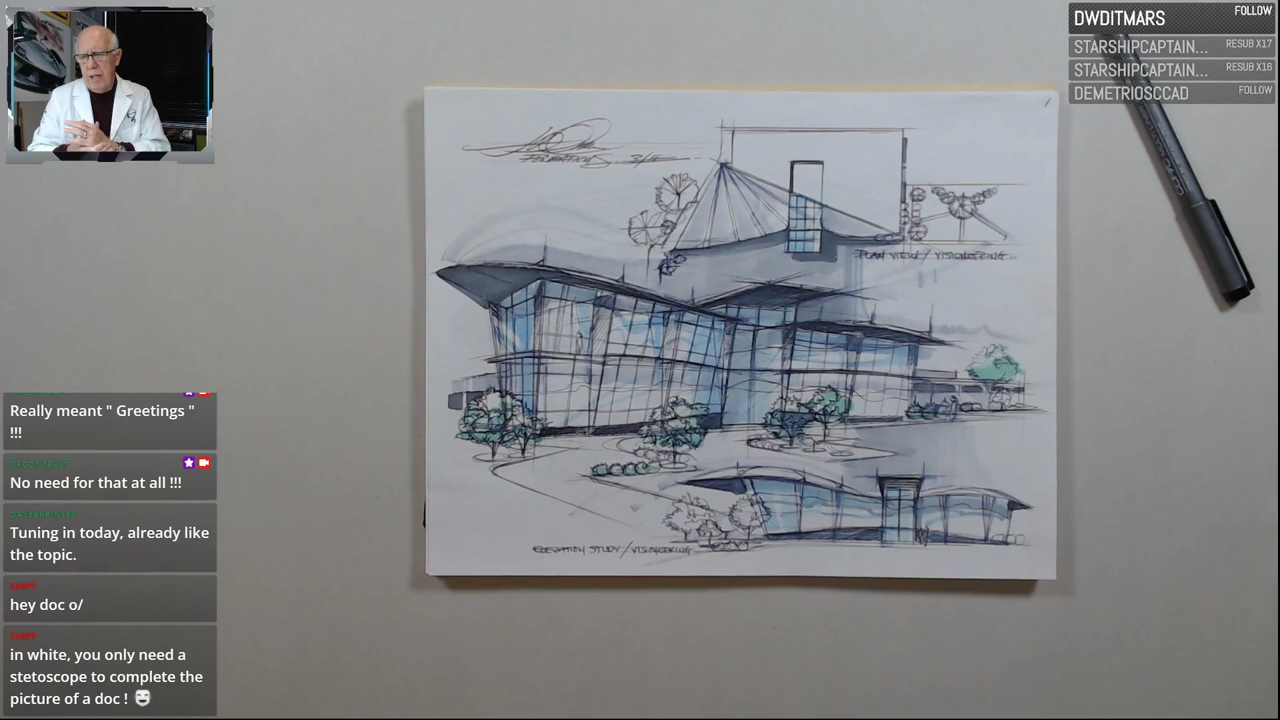 DWDITMARS FOLLOW
STARSHIPCAPTAIN... RESUB X17
STARSHIPCAPTAIN... RESUB X16
DEMETRIOSCCAD FOLLOW
PLAN VIEW / VISIONEERING
Really meant " Greetings "
!!!
No need for that at all !!!
Tuning in today, already like
the topic.
hey doc o/
in white, you only need a
stetoscope to complete the
picture of a doc !
ELEVATION STUDY / VISIONEERING